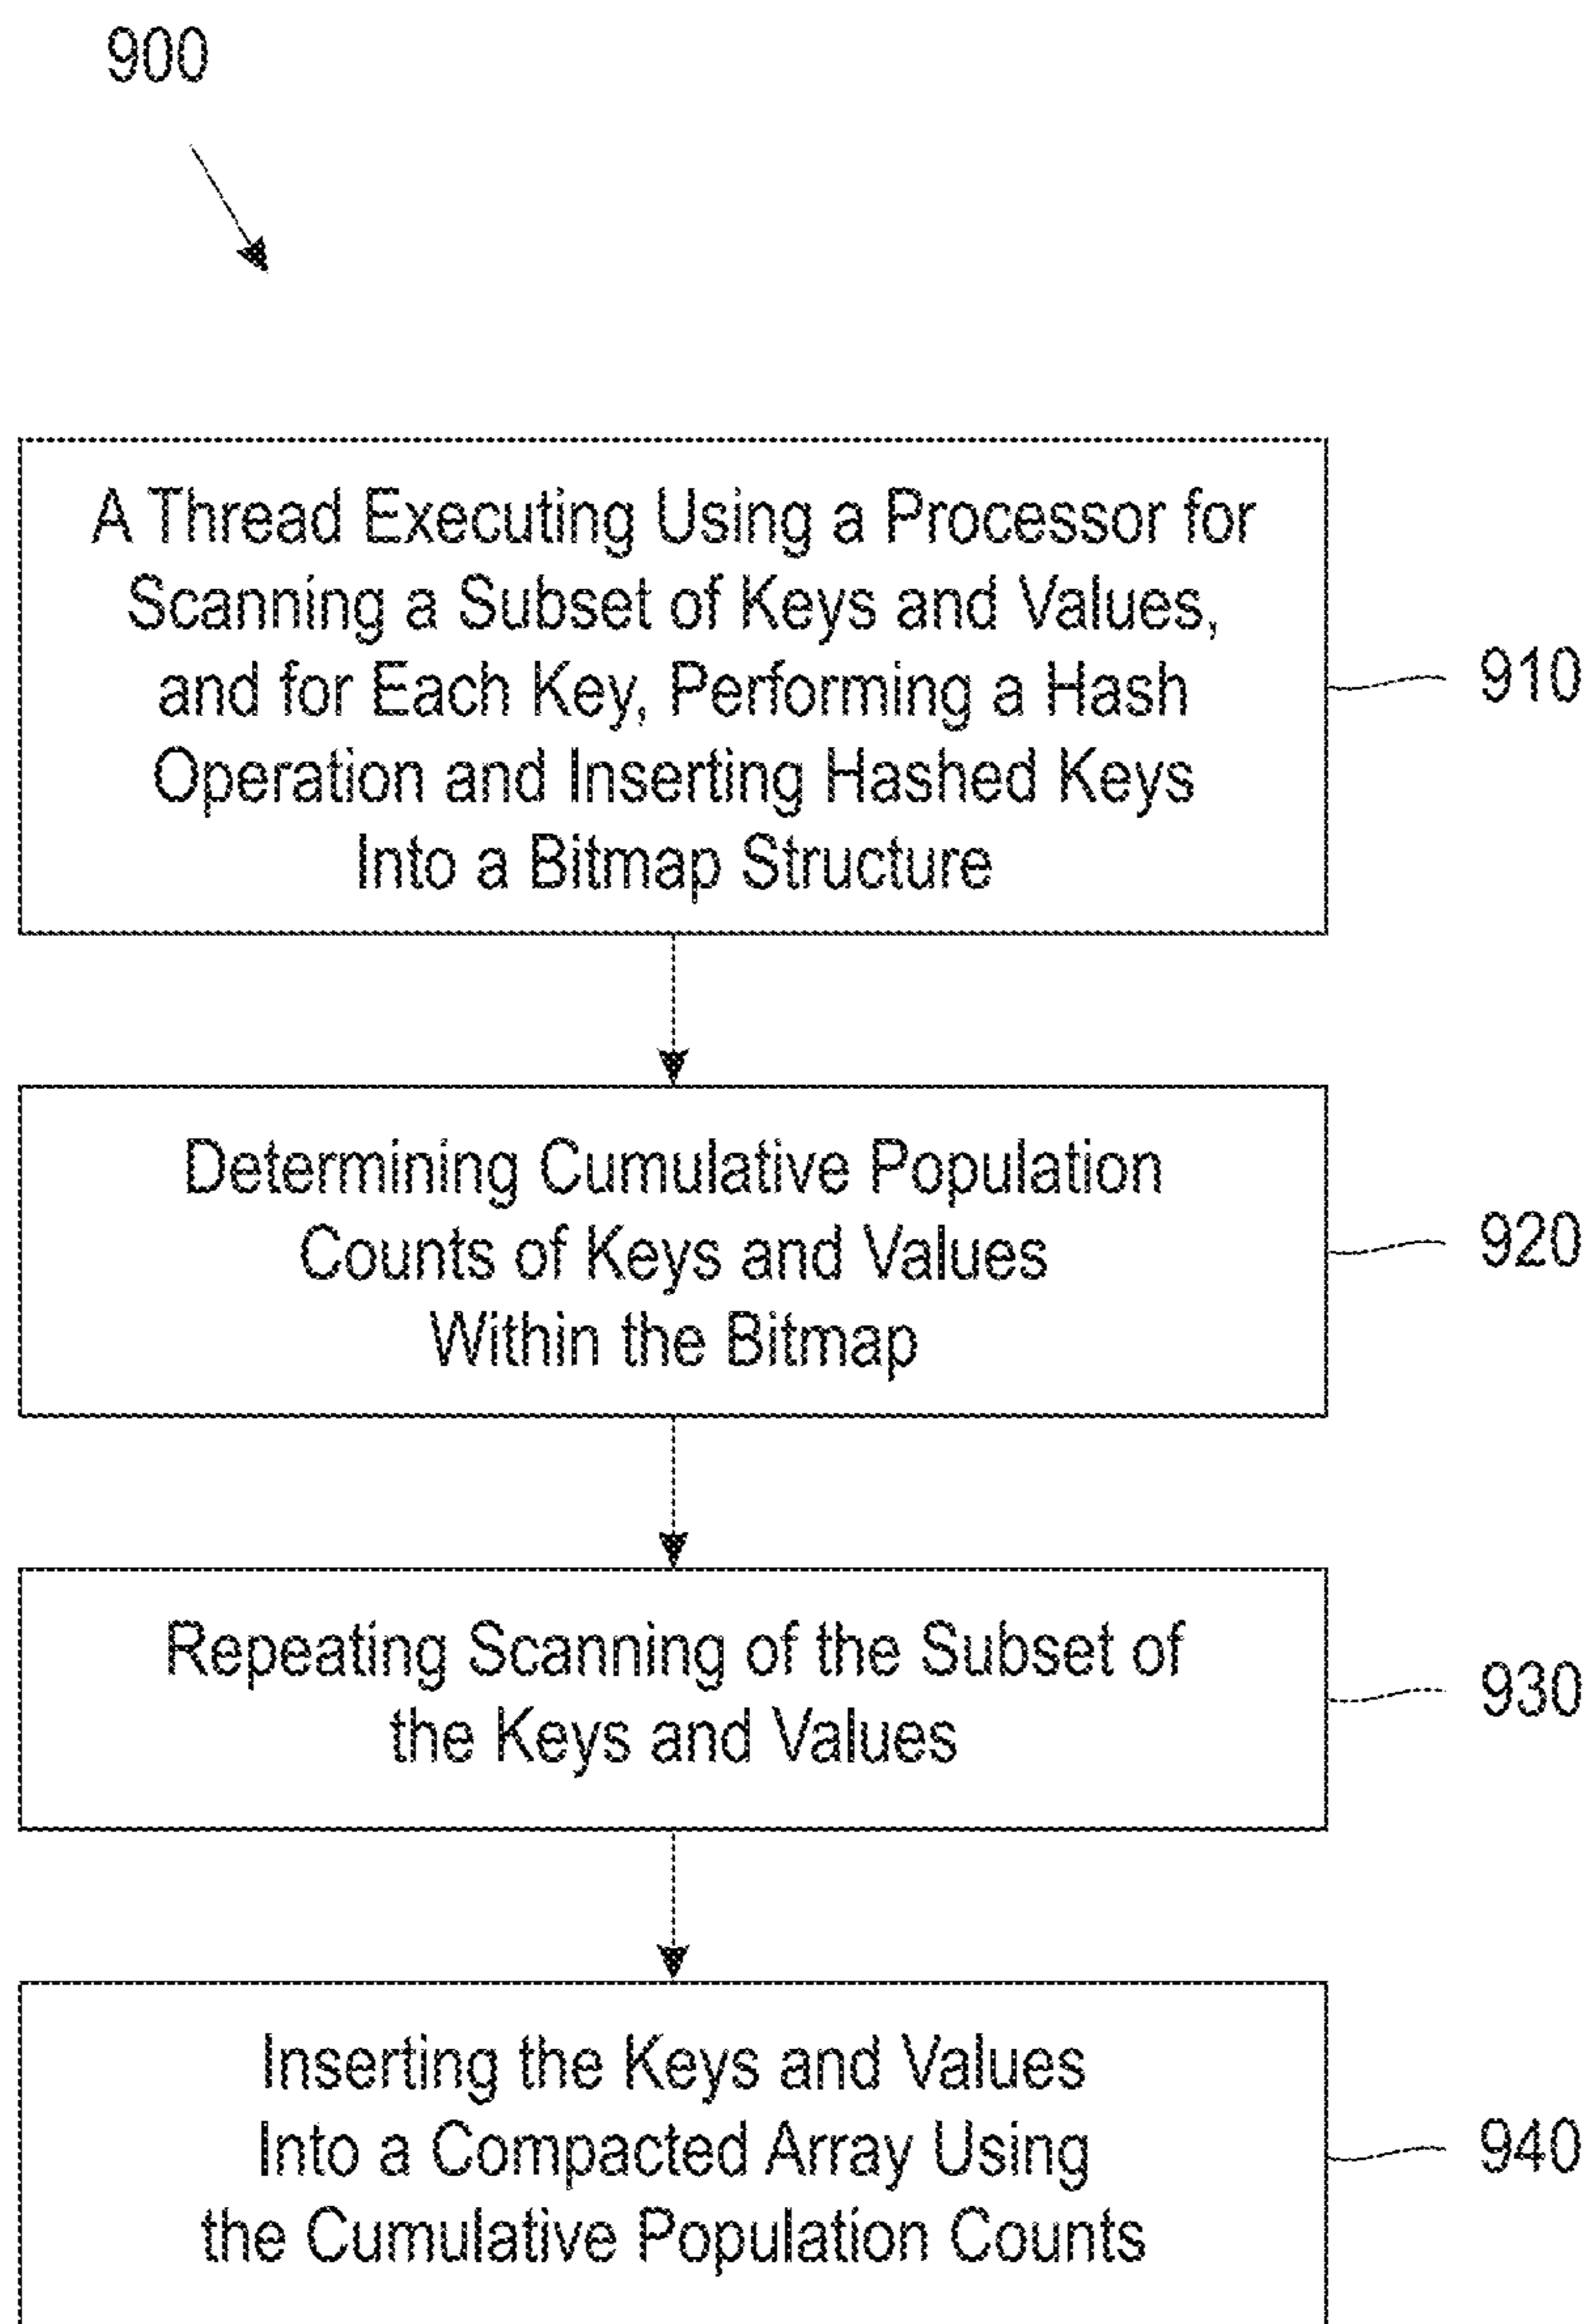 900
A Thread Executing Using a Processor for
Scanning a Subset of Keys and Values,
and for Each Key, Performing a Hash
Operation and Inserting Hashed Keys
Into a Bitmap Structure
910
Determining Cumulative Population
Counts of Keys and Values
Within the Bitmap
920
Repeating Scanning of the Subset of
the Keys and Values
930
Inserting the Keys and Values
Into a Compacted Array Using
the Cumulative Population Counts
940